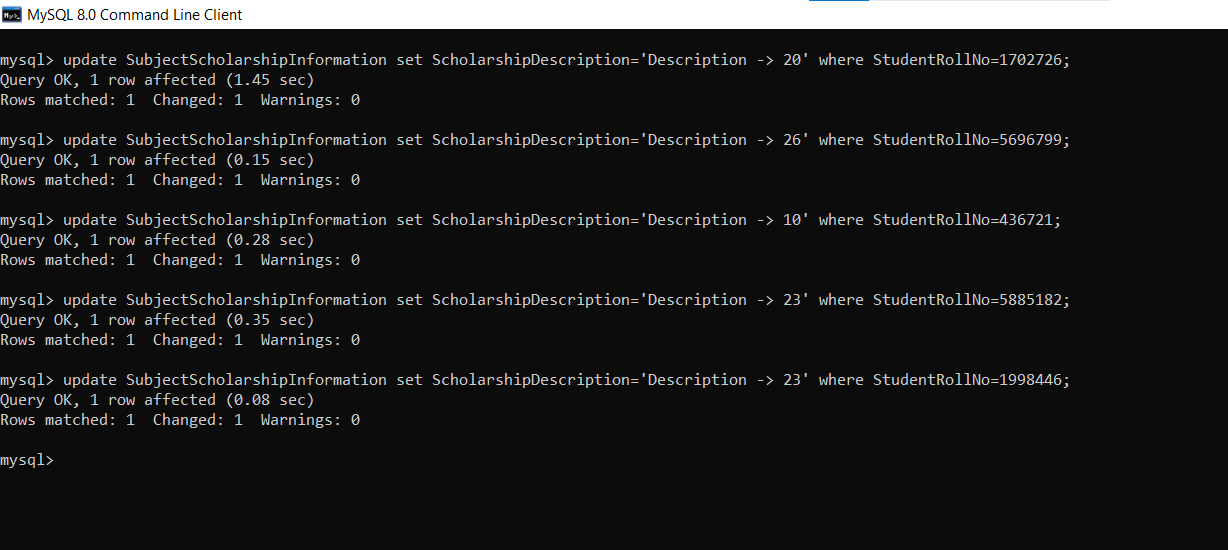 MySQL 8.0 Command Line Client
mysql> update SubjectScholarshipInformation set ScholarshipDescription='Description -> 20' where StudentRollNo=1702726;
Query OK, 1 row affected (1.45 sec)
Rows matched: 1  Changed: 1  Warnings: 0
mysql> update SubjectScholarshipInformation set ScholarshipDescription='Description -> 26' where StudentRollNo=5696799;
Query OK, 1 row affected (0.15 sec)
Rows matched: 1  Changed: 1  Warnings: 0
mysql> update SubjectScholarshipInformation set ScholarshipDescription='Description -> 10' where StudentRollNo=436721;
Query OK, 1 row affected (0.28 sec)
Rows matched: 1  Changed: 1  Warnings: 0
mysql> update SubjectScholarshipInformation set ScholarshipDescription='Description -> 23' where StudentRollNo=5885182;
Query OK, 1 row affected (0.35 sec)
Rows matched: 1  Changed: 1  Warnings: 0
mysql> update SubjectScholarshipInformation set ScholarshipDescription='Description -> 23' where StudentRollNo=1998446;
Query OK, 1 row affected (0.08 sec)
Rows matched: 1  Changed: 1  Warnings: 0
mysql>